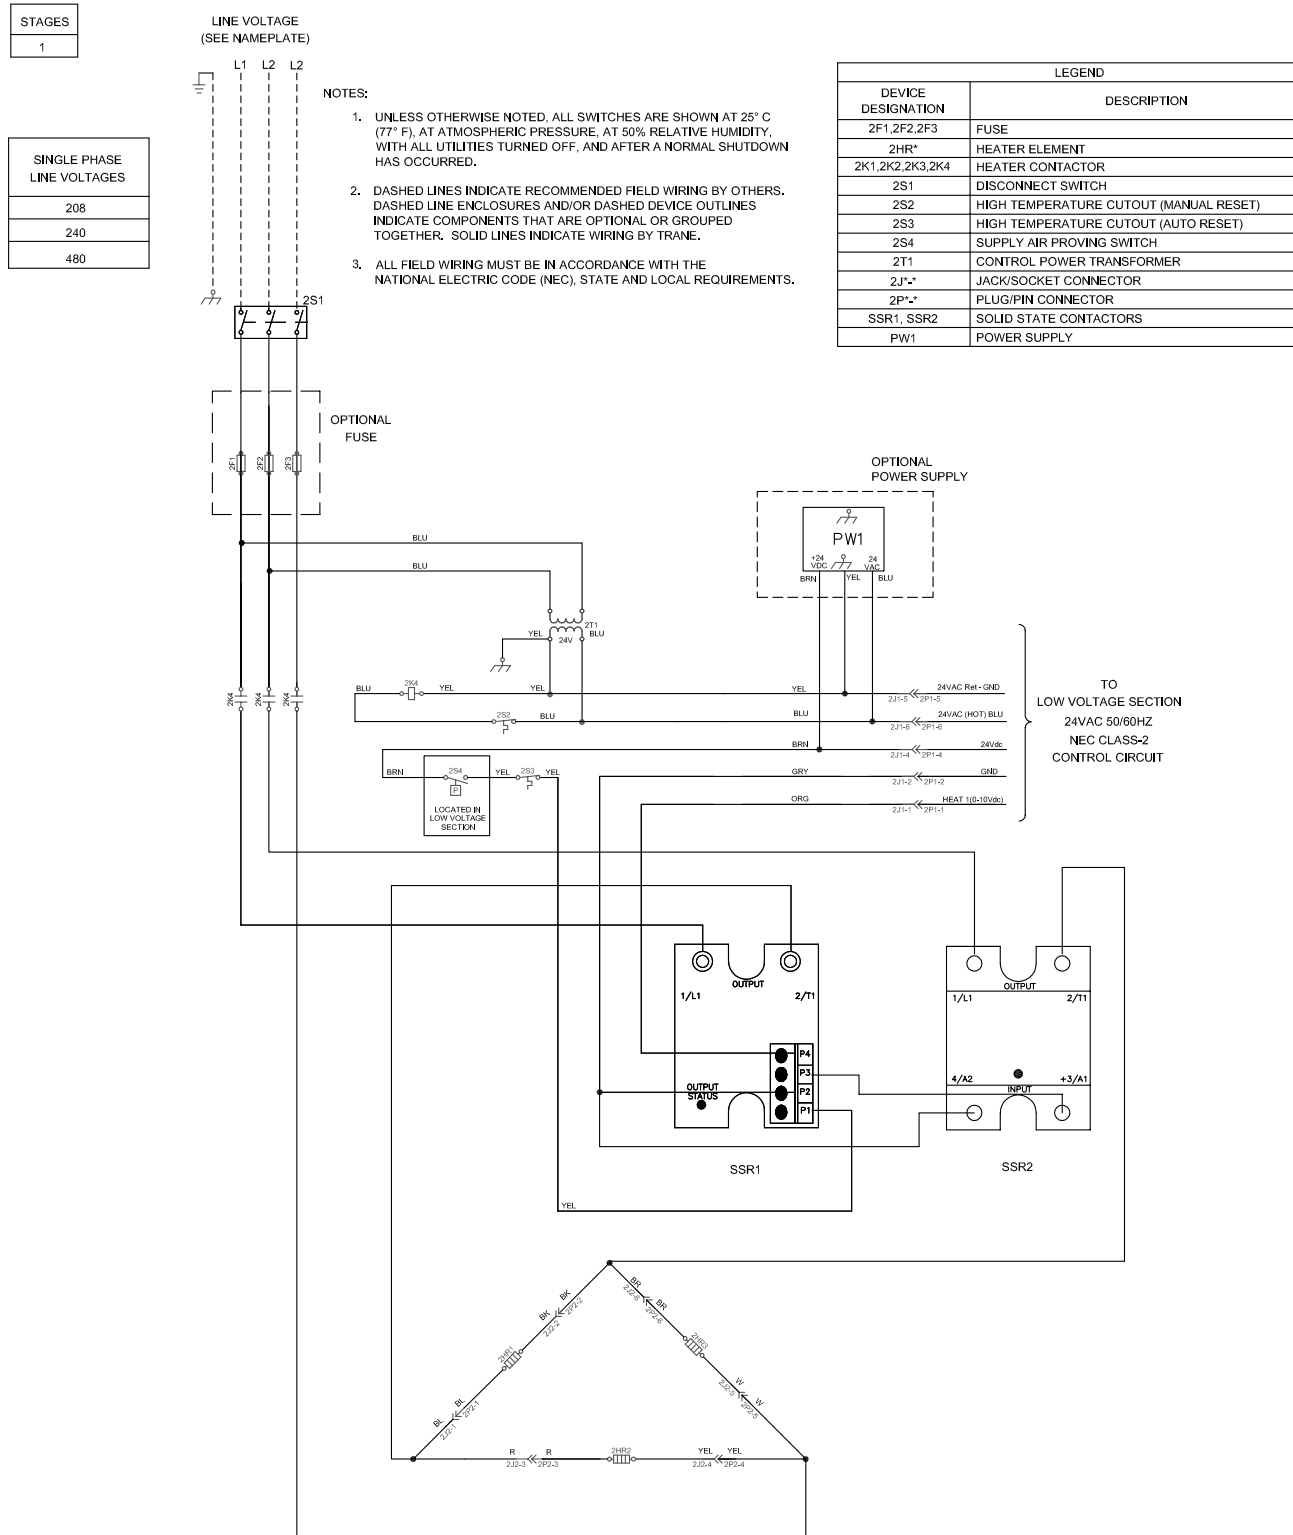 STAGES
1
LINE VOLTAGE
(SEE NAMEPLATE)
L1 L2 L2
SINGLE PHASE
LINE VOLTAGES
208
240
480
NOTES:
1. UNLESS OTHERWISE NOTED, ALL SWITCHES ARE SHOWN AT 25° C
(77° F), AT ATMOSPHERIC PRESSURE, AT 50% RELATIVE HUMIDITY,
WITH ALL UTILITIES TURNED OFF, AND AFTER A NORMAL SHUTDOWN
HAS OCCURRED.
2. DASHED LINES INDICATE RECOMMENDED FIELD WIRING BY OTHERS.
DASHED LINE ENCLOSURES AND/OR DASHED DEVICE OUTLINES
INDICATE COMPONENTS THAT ARE OPTIONAL OR GROUPED
TOGETHER. SOLID LINES INDICATE WIRING BY TRANE.
3. ALL FIELD WIRING MUST BE IN ACCORDANCE WITH THE
NATIONAL ELECTRIC CODE (NEC), STATE AND LOCAL REQUIREMENTS.
LEGEND
DEVICE
DESIGNATION
DESCRIPTION
2F1,2F2,2F3 FUSE
2HR* HEATER ELEMENT
2K1,2K2,2K3,2K4 HEATER CONTACTOR
2S1 DISCONNECT SWITCH
2S2 HIGH TEMPERATURE CUTOUT (MANUAL RESET)
2S3 HIGH TEMPERATURE CUTOUT (AUTO RESET)
2S4 SUPPLY AIR PROVING SWITCH
2T1 CONTROL POWER TRANSFORMER
2J*-* JACK/SOCKET CONNECTOR
2P*-* PLUG/PIN CONNECTOR
SSR1, SSR2 SOLID STATE CONTACTORS
PW1 POWER SUPPLY
2S1
OPTIONAL
FUSE
2F1 2F2 2F3
BLU
BLU
OPTIONAL
POWER SUPPLY
PW1
+24
VDC
24
VAC
BRN YEL BLU
2T1
YEL BLU
24V
2K4 2K4 2K4
BLU 2K4 YEL YEL YEL 24VAC Ret - GND
2J1-5 2P1-5
2S2 BLU BLU 24VAC (HOT) BLU
2J1-6 2P1-6
BRN 24Vdc
2J1-4 2P1-4
BRN 2S4 YEL 2S3 YEL
P
LOCATED IN
LOW VOLTAGE
SECTION
GRY GND
2J1-2 2P1-2
ORG HEAT 1(0-10Vdc)
2J1-1 2P1-1
TO
LOW VOLTAGE SECTION
24VAC 50/60HZ
NEC CLASS-2
CONTROL CIRCUIT
OUTPUT
1/L1 2/T1
P4
P3
P2
P1
OUTPUT
STATUS
SSR1
OUTPUT
1/L1 2/T1
4/A2 +3/A1
INPUT
SSR2
YEL
BK BK
2J2-2 2P2-2
2HR1
BL BL
2J2-1 2P2-1
BR BR
2J2-6 2P2-6
2HR3
W W
2J2-5 2P2-5
R R 2HR2 YEL YEL
2J2-3 2P2-3 2J2-4 2P2-4